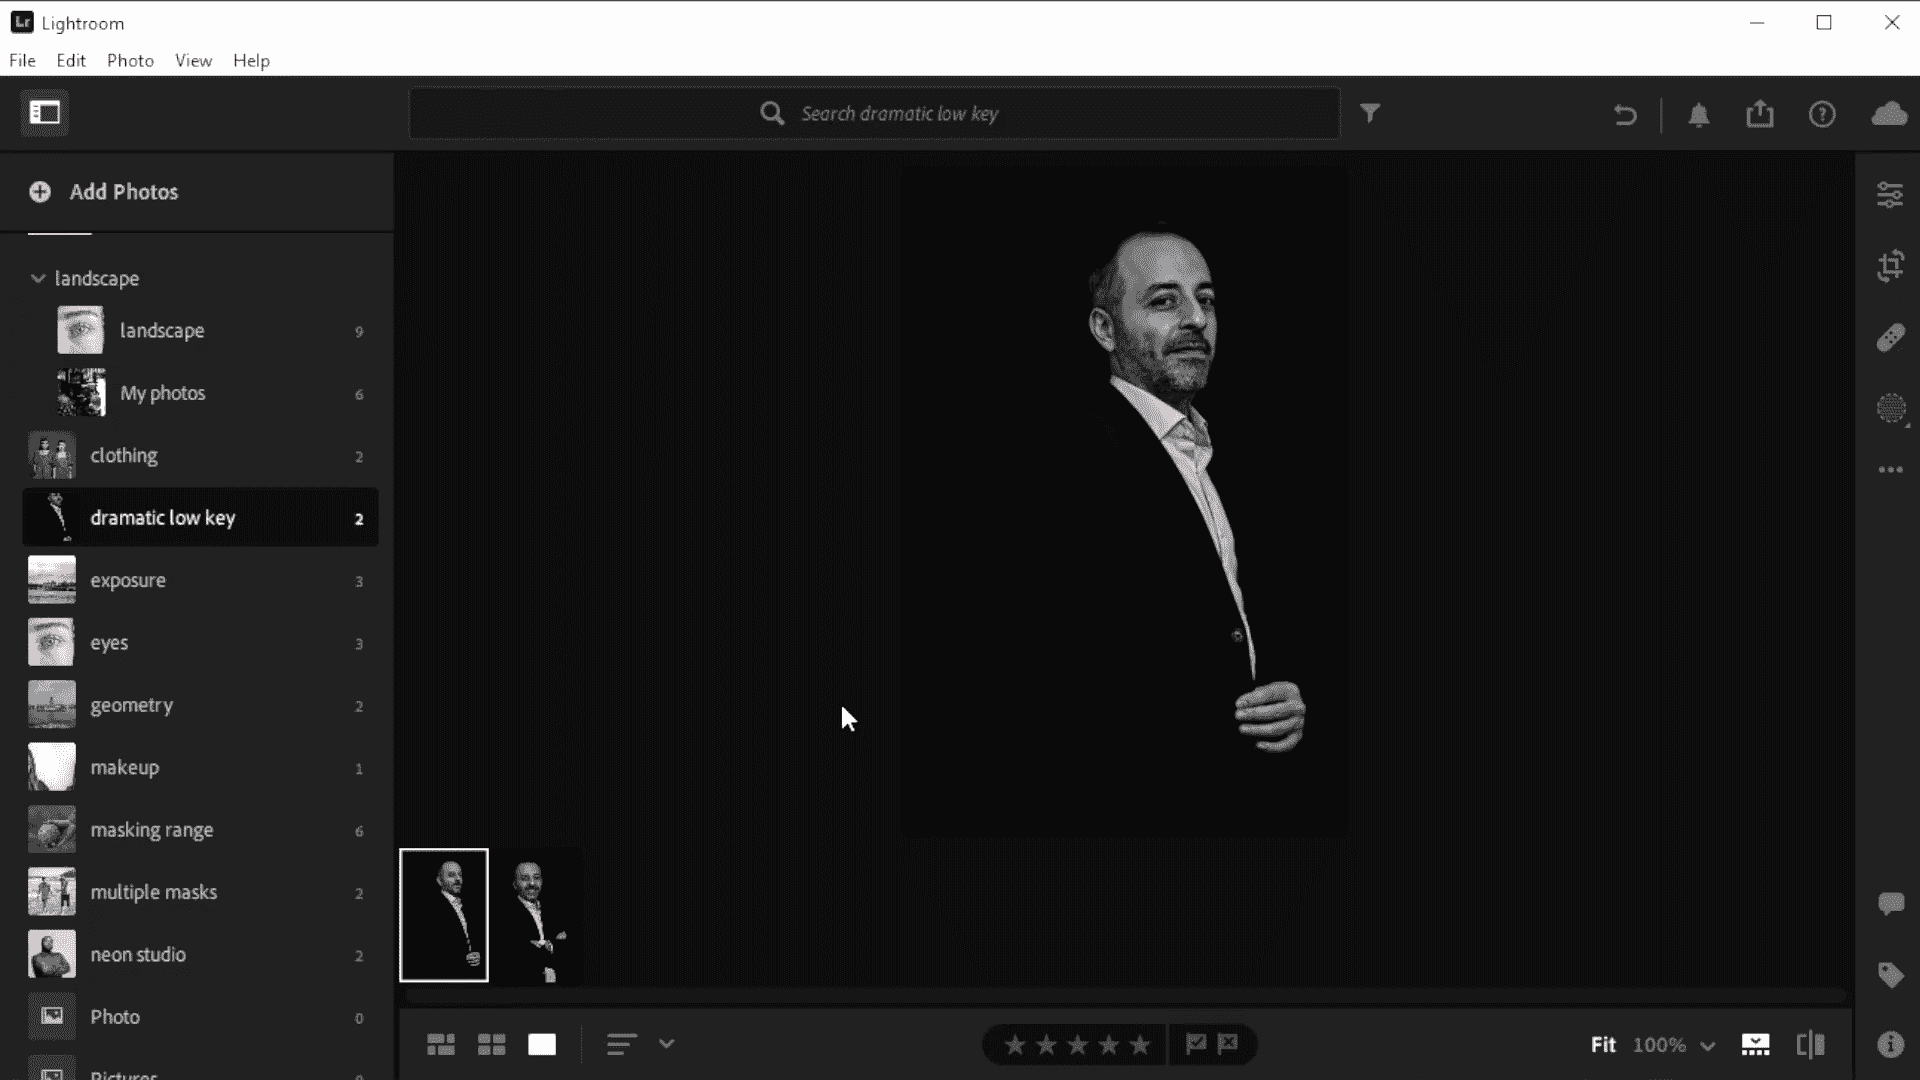 Lr Lightroom
File Edit Photo View Help
Search dramatic low key
Add Photos
landscape
landscape 9
My photos 6
clothing 2
dramatic low key 2
exposure 3
eyes 3
geometry 2
makeup 1
masking range 6
multiple masks 2
neon studio 2
Photo 0
Pictures
Fit 100%